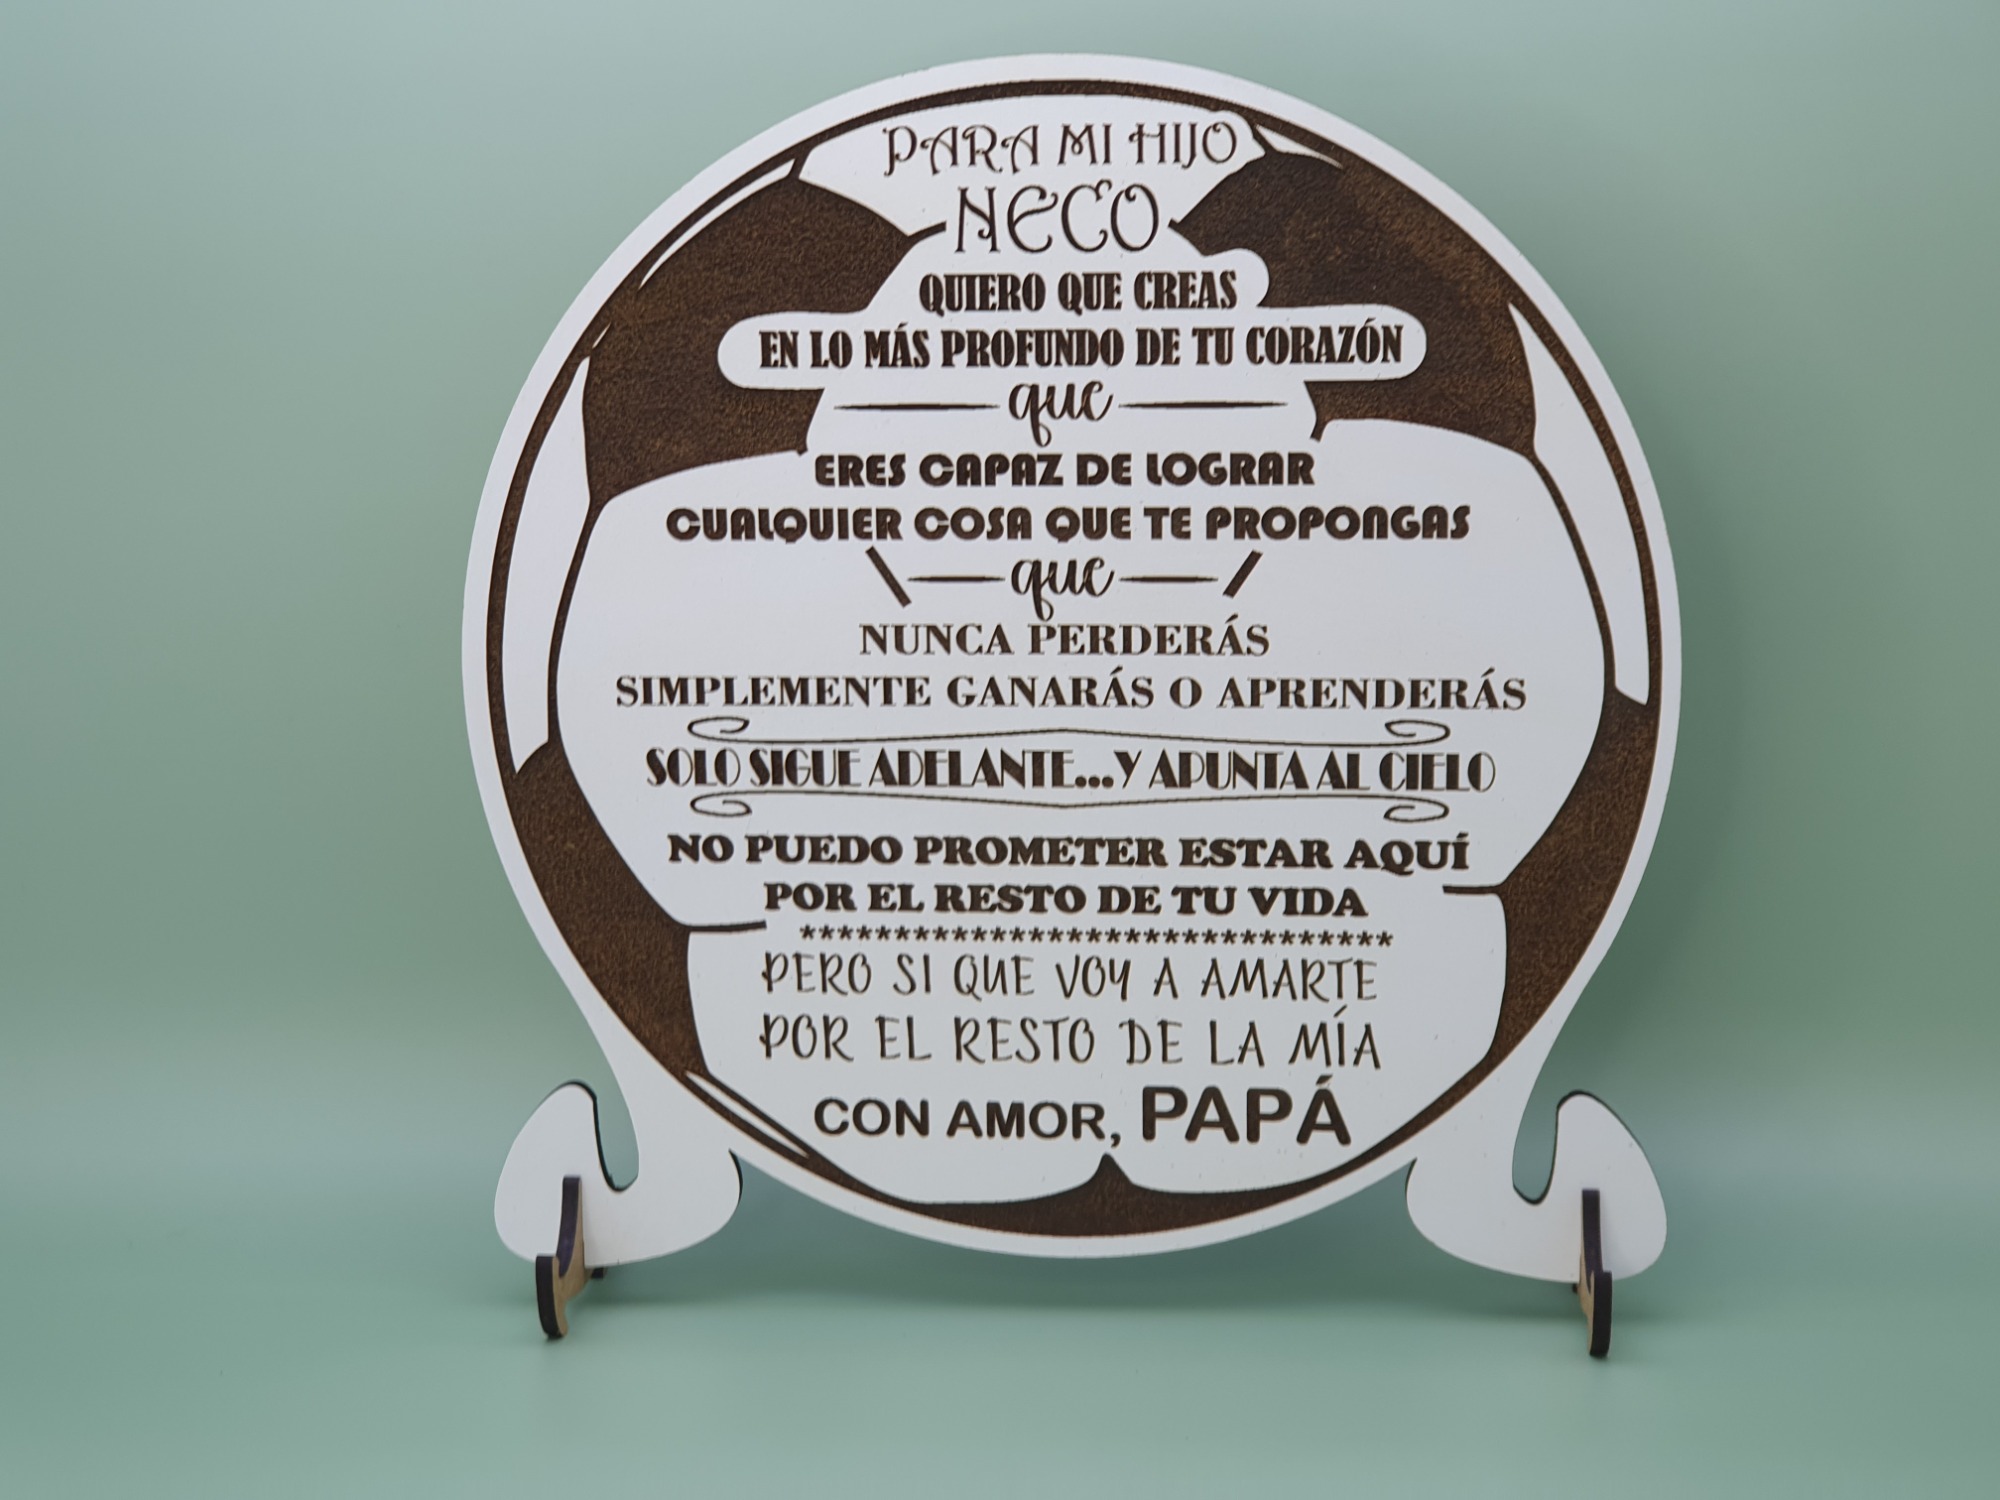 PARA MI HIJO
NECO
QUIERO QUE CREAS
EN LO MÁS PROFUNDO DE TU CORAZÓN
que
ERES CAPAZ DE LOGRAR
CUALQUIER COSA QUE TE PROPONGAS
que
NUNCA PERDERÁS
SIMPLEMENTE GANARÁS O APRENDERÁS
SOLO SIGUE ADELANTE...Y APUNTA AL CIELO
NO PUEDO PROMETER ESTAR AQUÍ
POR EL RESTO DE TU VIDA
*******************************
PERO SI QUE VOY A AMARTE
POR EL RESTO DE LA MÍA
CON AMOR, PAPÁ